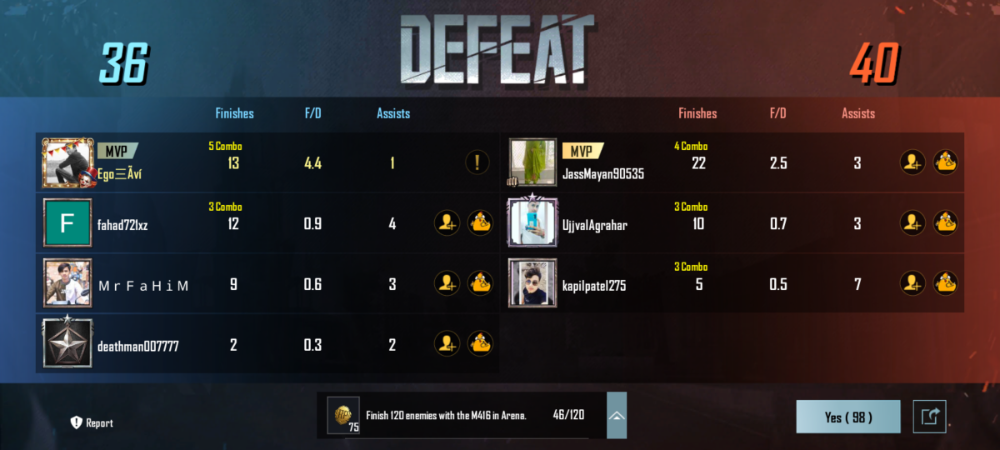 DEFEAT
36
40
Finishes F/D Assists
Finishes F/D Assists
MVP
5 Combo
Ego三Ãví 13 4.4 1
3 Combo
F
fahad721xz 12 0.9 4
M r F a H i M 9 0.6 3
deathman007777 2 0.3 2
MVP
4 Combo
JassMayan90535 22 2.5 3
3 Combo
UjjvalAgrahar 10 0.7 3
3 Combo
kapilpatel275 5 0.5 7
Report
75
Finish 120 enemies with the M416 in Arena. 46/120
Yes ( 98 )